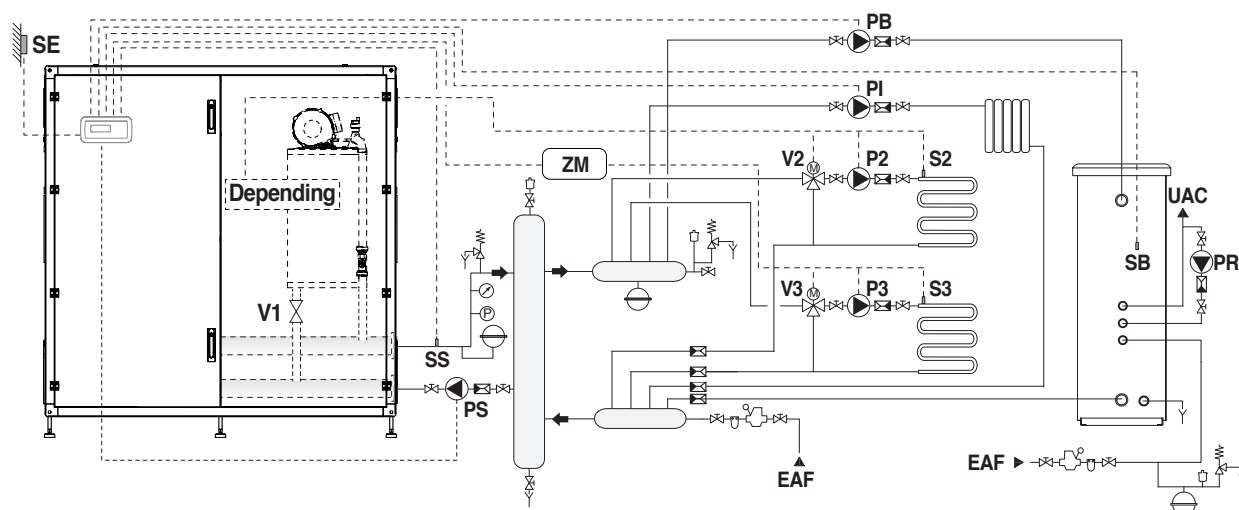 PB
SE
PI
ZM
V2
P2
S2
M
Depending
UAC
SB
PR
V1
V3
P3
S3
M
P
SS
PS
EAF
EAF